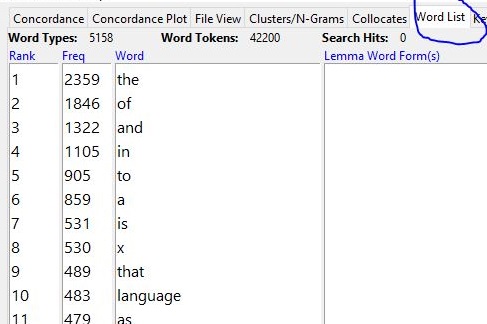 Concordance Concordance Plot File View Clusters/N-Grams Collocates Word List
Word Types: 5158 Word Tokens: 42200 Search Hits: 0
Rank Freq Word Lemma Word Form(s)
1 2359 the
2 1846 of
3 1322 and
4 1105 in
5 905 to
6 859 a
7 531 is
8 530 x
9 489 that
10 483 language
11 479 as